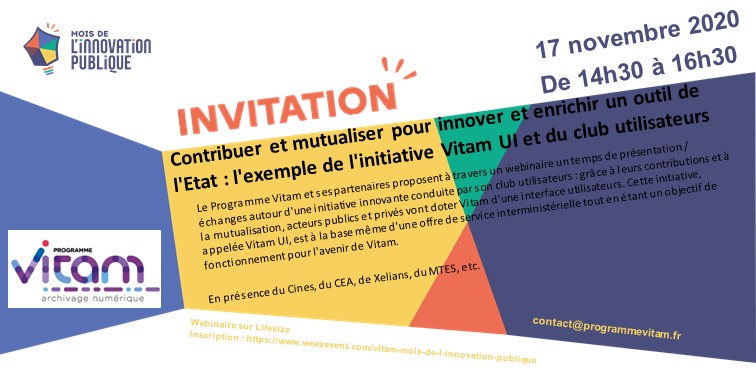 MOIS DE
L'INNOVATION
PUBLIQUE
17 novembre 2020
De 14h30 à 16h30
INVITATION
Contribuer et mutualiser pour innover et enrichir un outil de
l'Etat : l'exemple de l'initiative Vitam UI et du club utilisateurs
Le Programme Vitam et ses partenaires proposent à travers un webinaire un temps de présentation /
échanges autour d'une initiative innovante conduite par son club utilisateurs : grâce à leurs contributions et à
la mutualisation, acteurs publics et privés vont doter Vitam d'une interface utilisateurs. Cette initiative,
appelée Vitam UI, est à la base même d'une offre de service interministérielle tout en étant un objectif de
fonctionnement pour l'avenir de Vitam.
En présence du Cines, du CEA, de Xelians, du MTES, etc.
PROGRAMME
vitam
archivage numérique
Webinaire sur Lifesize
Inscription : https://www.weezevent.com/vitam-mois-de-l-innovation-publique
contact@programmevitam.fr